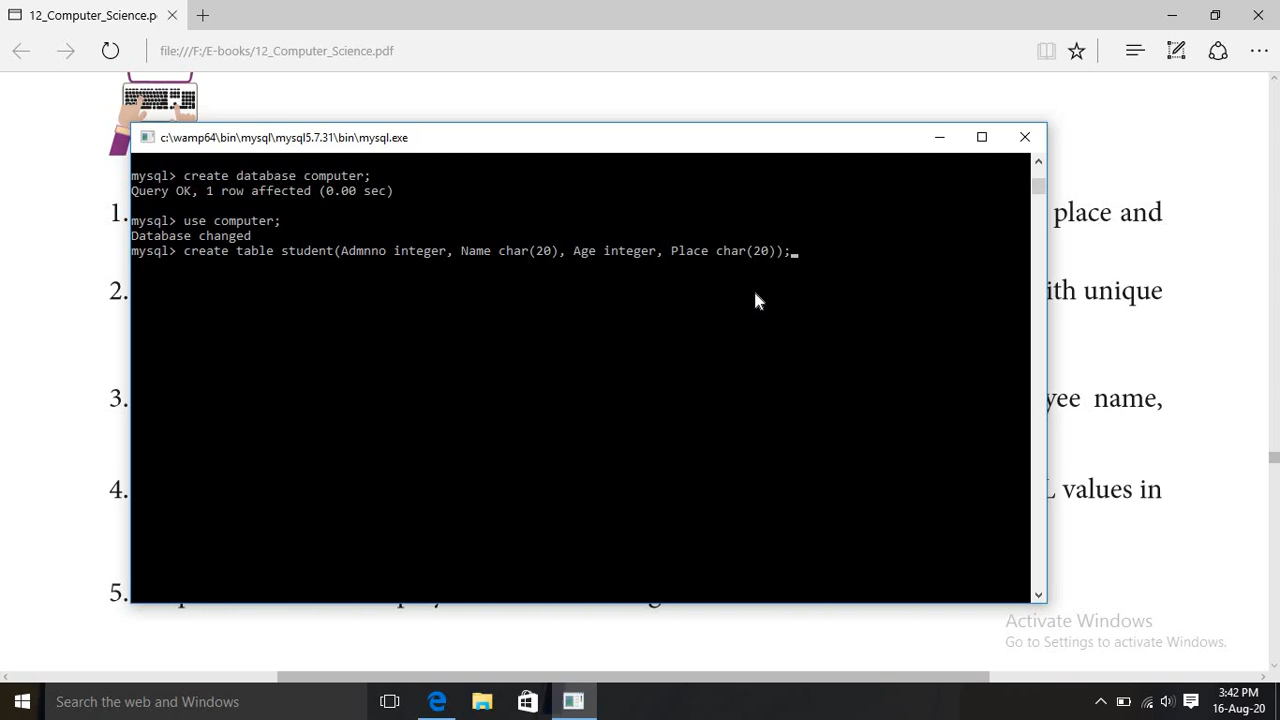 12_Computer_Science.p
file:///F:/E-books/12_Computer_Science.pdf
c:\wamp64\bin\mysql\mysql5.7.31\bin\mysql.exe
mysql> create database computer;
Query OK, 1 row affected (0.00 sec)
mysql> use computer;
Database changed
mysql> create table student(Admnno integer, Name char(20), Age integer, Place char(20));
1. place and
2. ith unique
3. yee name,
4. L values in
5.
Activate Windows
Go to Settings to activate Windows.
Search the web and Windows
3:42 PM
16-Aug-20